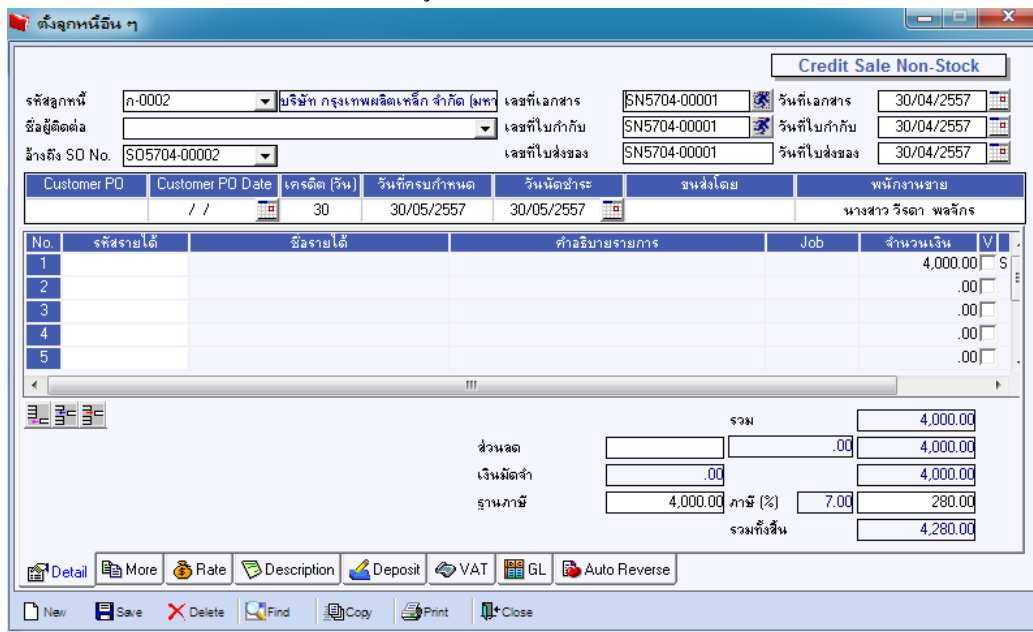 ตั้งลูกหนี้อื่น ๆ
Credit Sale Non-Stock
รหัสลูกหนี้ ก-0002 บริษัท กรุงเทพผลิตเหล็ก จำกัด (มหา เลขที่เอกสาร SN5704-00001 วันที่เอกสาร 30/04/2557
ชื่อผู้ติดต่อ เลขที่ใบกำกับ SN5704-00001 วันที่ใบกำกับ 30/04/2557
อ้างถึง SO No. SO5704-00002 เลขที่ใบส่งของ SN5704-00001 วันที่ใบส่งของ 30/04/2557
Customer PO Customer PO Date เครดิต (วัน) วันที่ครบกำหนด วันนัดชำระ ขนส่งโดย พนักงานขาย
/ / 30 30/05/2557 30/05/2557 นางสาว วีรดา พลจักร
No. รหัสรายได้ ชื่อรายได้ คำอธิบายรายการ Job จำนวนเงิน V
1 4,000.00 S
2 .00
3 .00
4 .00
5 .00
รวม 4,000.00
ส่วนลด .00 4,000.00
เงินมัดจำ .00 4,000.00
ฐานภาษี 4,000.00 ภาษี (%) 7.00 280.00
รวมทั้งสิ้น 4,280.00
Detail More Rate Description Deposit VAT GL Auto Reverse
New Save Delete Find Copy Print Close